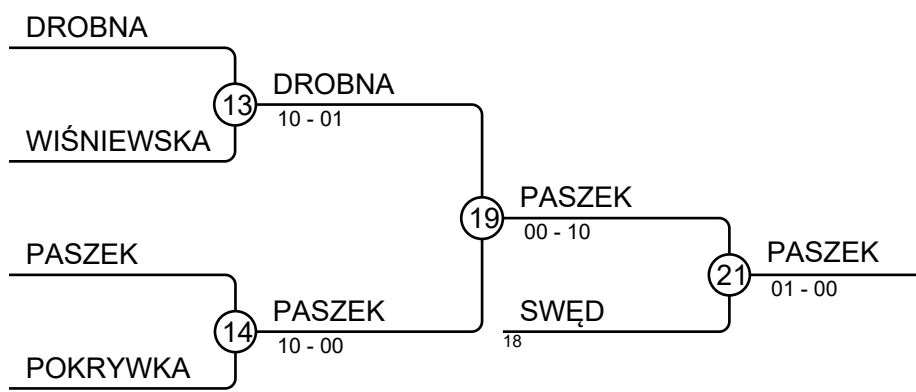 DROBNA
13
DROBNA
10 - 01
WIŚNIEWSKA
19
PASZEK
00 - 10
PASZEK
21
PASZEK
01 - 00
14
PASZEK
10 - 00
SWĘD
18
POKRYWKA